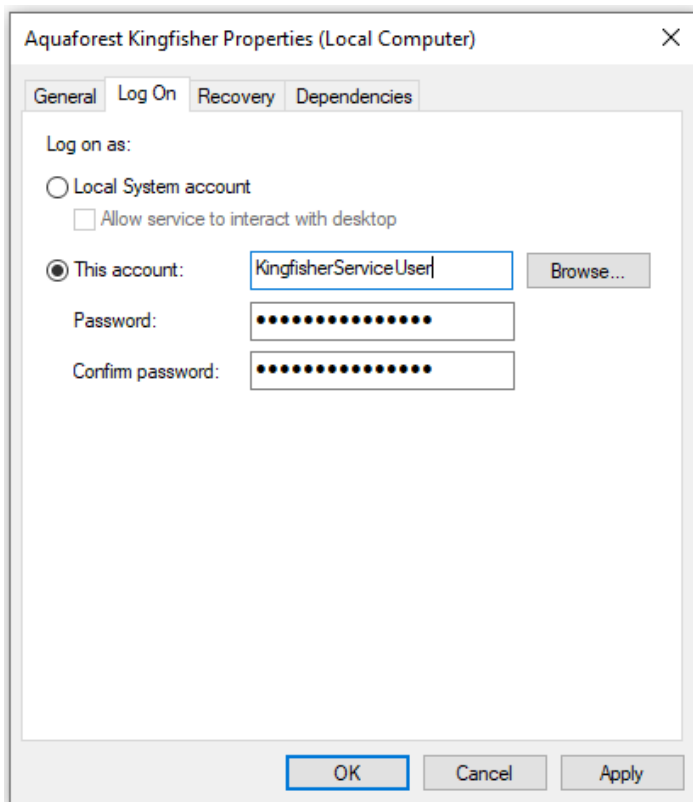 Aquaforest Kingfisher Properties (Local Computer)
General Log On Recovery Dependencies
Log on as:
Local System account
Allow service to interact with desktop
This account: KingfisherServiceUser Browse...
Password: •••••••••••••••
Confirm password: •••••••••••••••
OK Cancel Apply